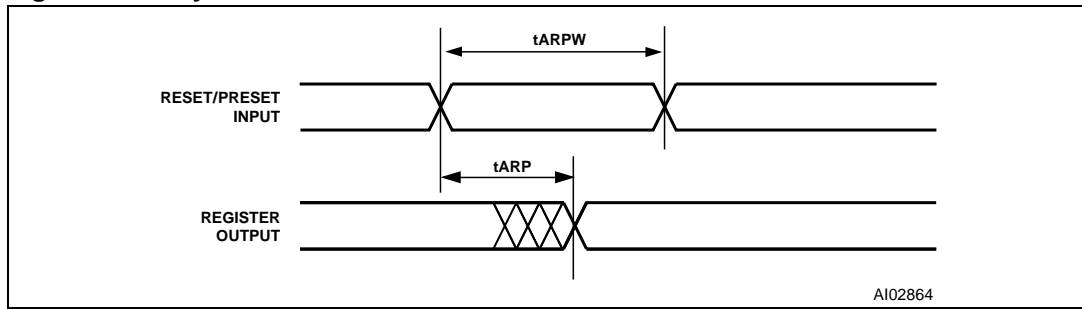 tARPW
RESET/PRESET
INPUT
tARP
REGISTER
OUTPUT
AI02864